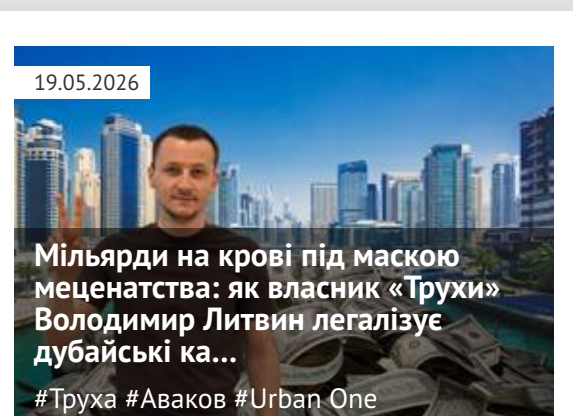 19.05.2026
Мільярди на крові під маскою
меценатства: як власник «Трухи»
Володимир Литвин легалізує
дубайські ка...
#Труха #Аваков #Urban One